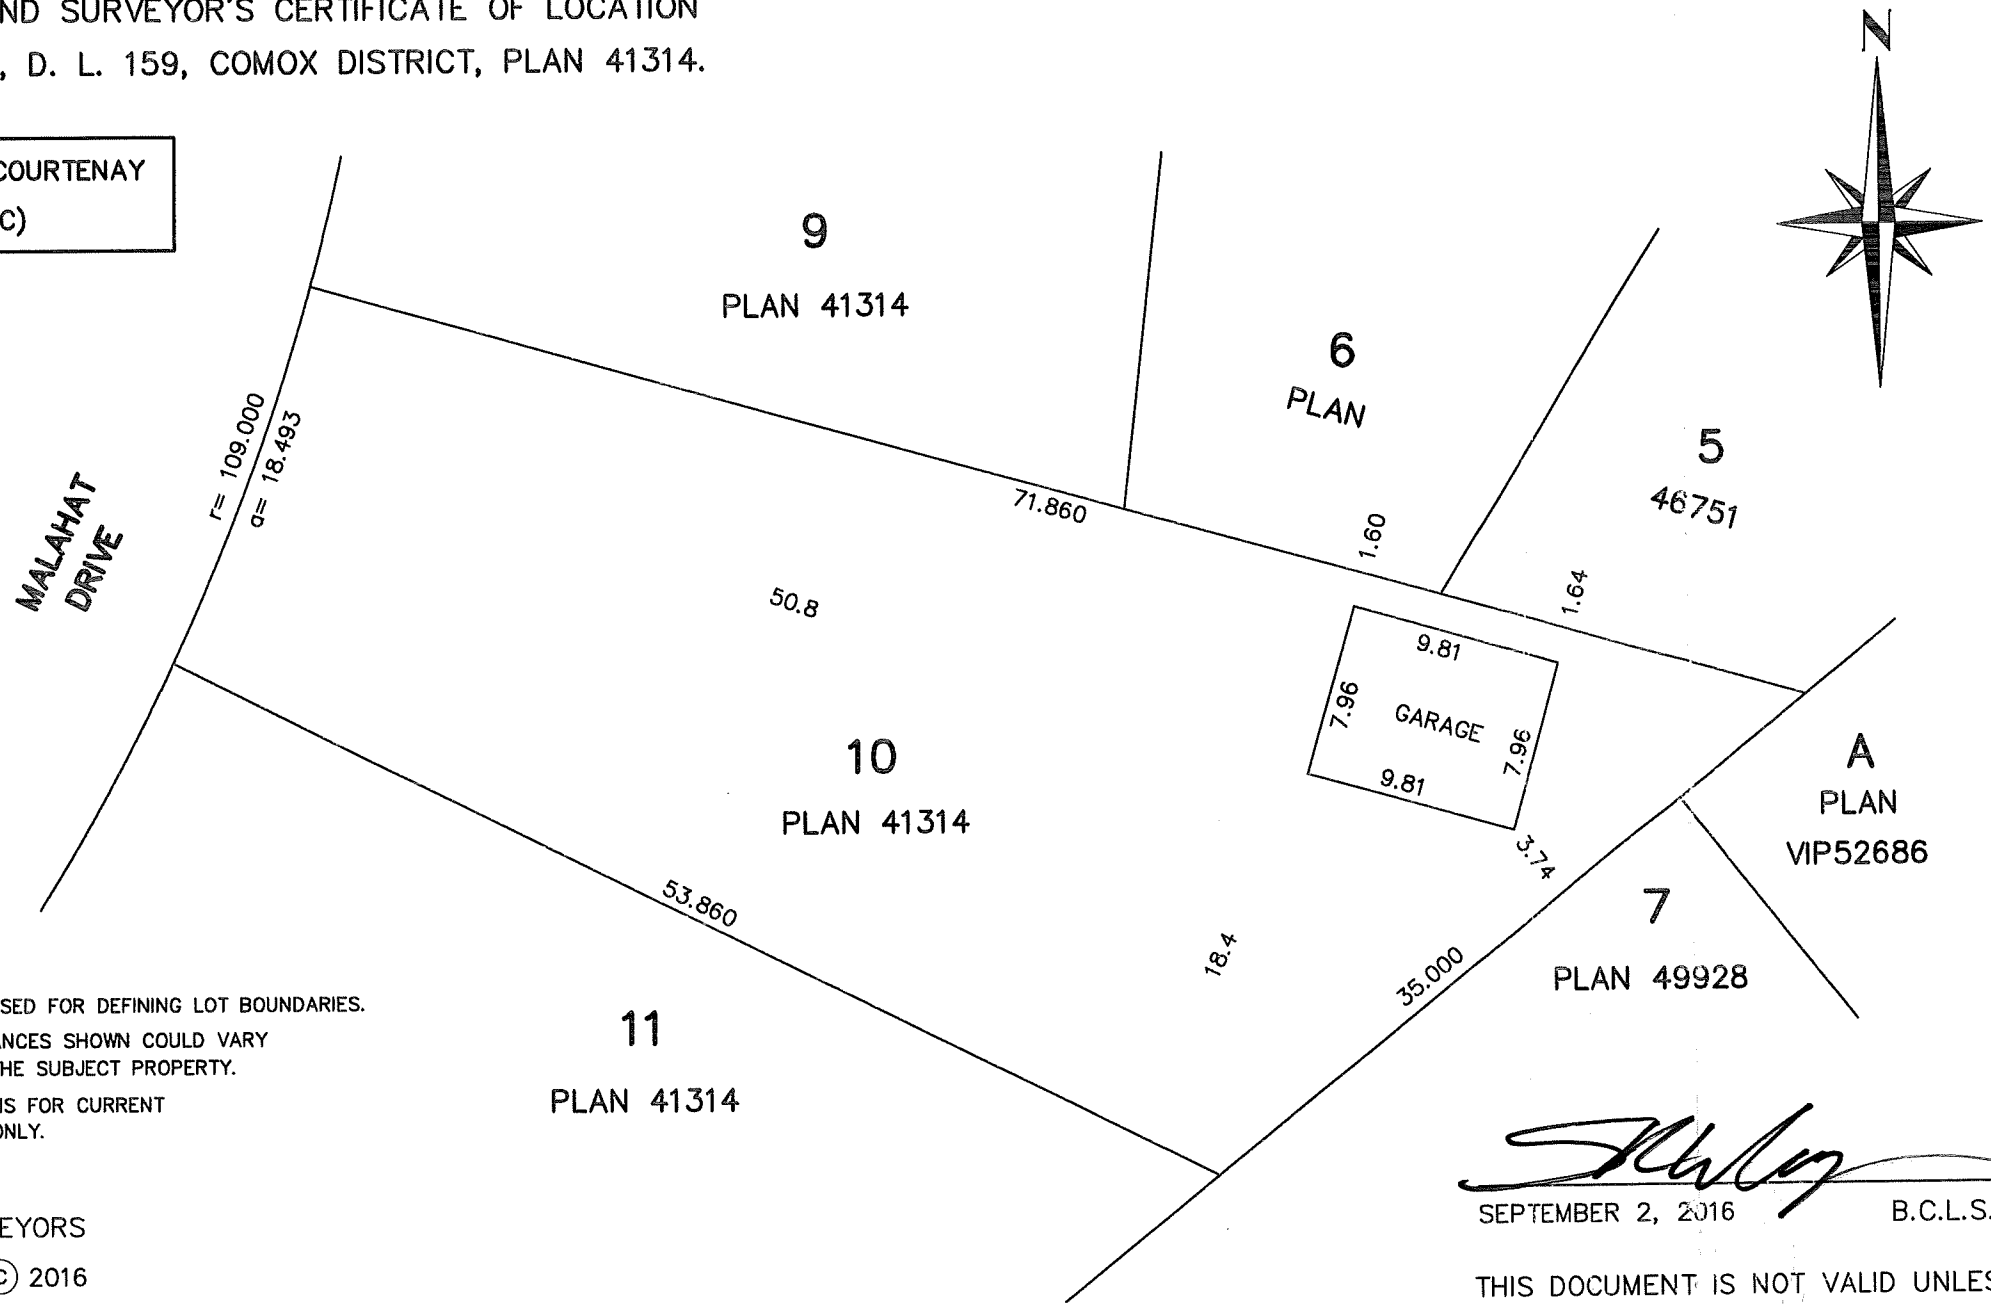 SURVEYOR'S CERTIFICATE OF LOCATION
, D. L. 159, COMOX DISTRICT, PLAN 41314.
COURTENAY
C)
N
9
PLAN 41314
6
PLAN
5
46751
r= 109.000
a= 18.493
MALAHAT
DRIVE
71.860
1.60
1.64
50.8
9.81
7.96
GARAGE
7.96
9.81
3.74
10
PLAN 41314
A
PLAN
VIP52686
53.860
18.4
35.000
7
PLAN 49928
11
PLAN 41314
SED FOR DEFINING LOT BOUNDARIES.
ANCES SHOWN COULD VARY
HE SUBJECT PROPERTY.
IS FOR CURRENT
ONLY.
EYORS
© 2016
SEPTEMBER 2, 2016
B.C.L.S.
THIS DOCUMENT IS NOT VALID UNLES